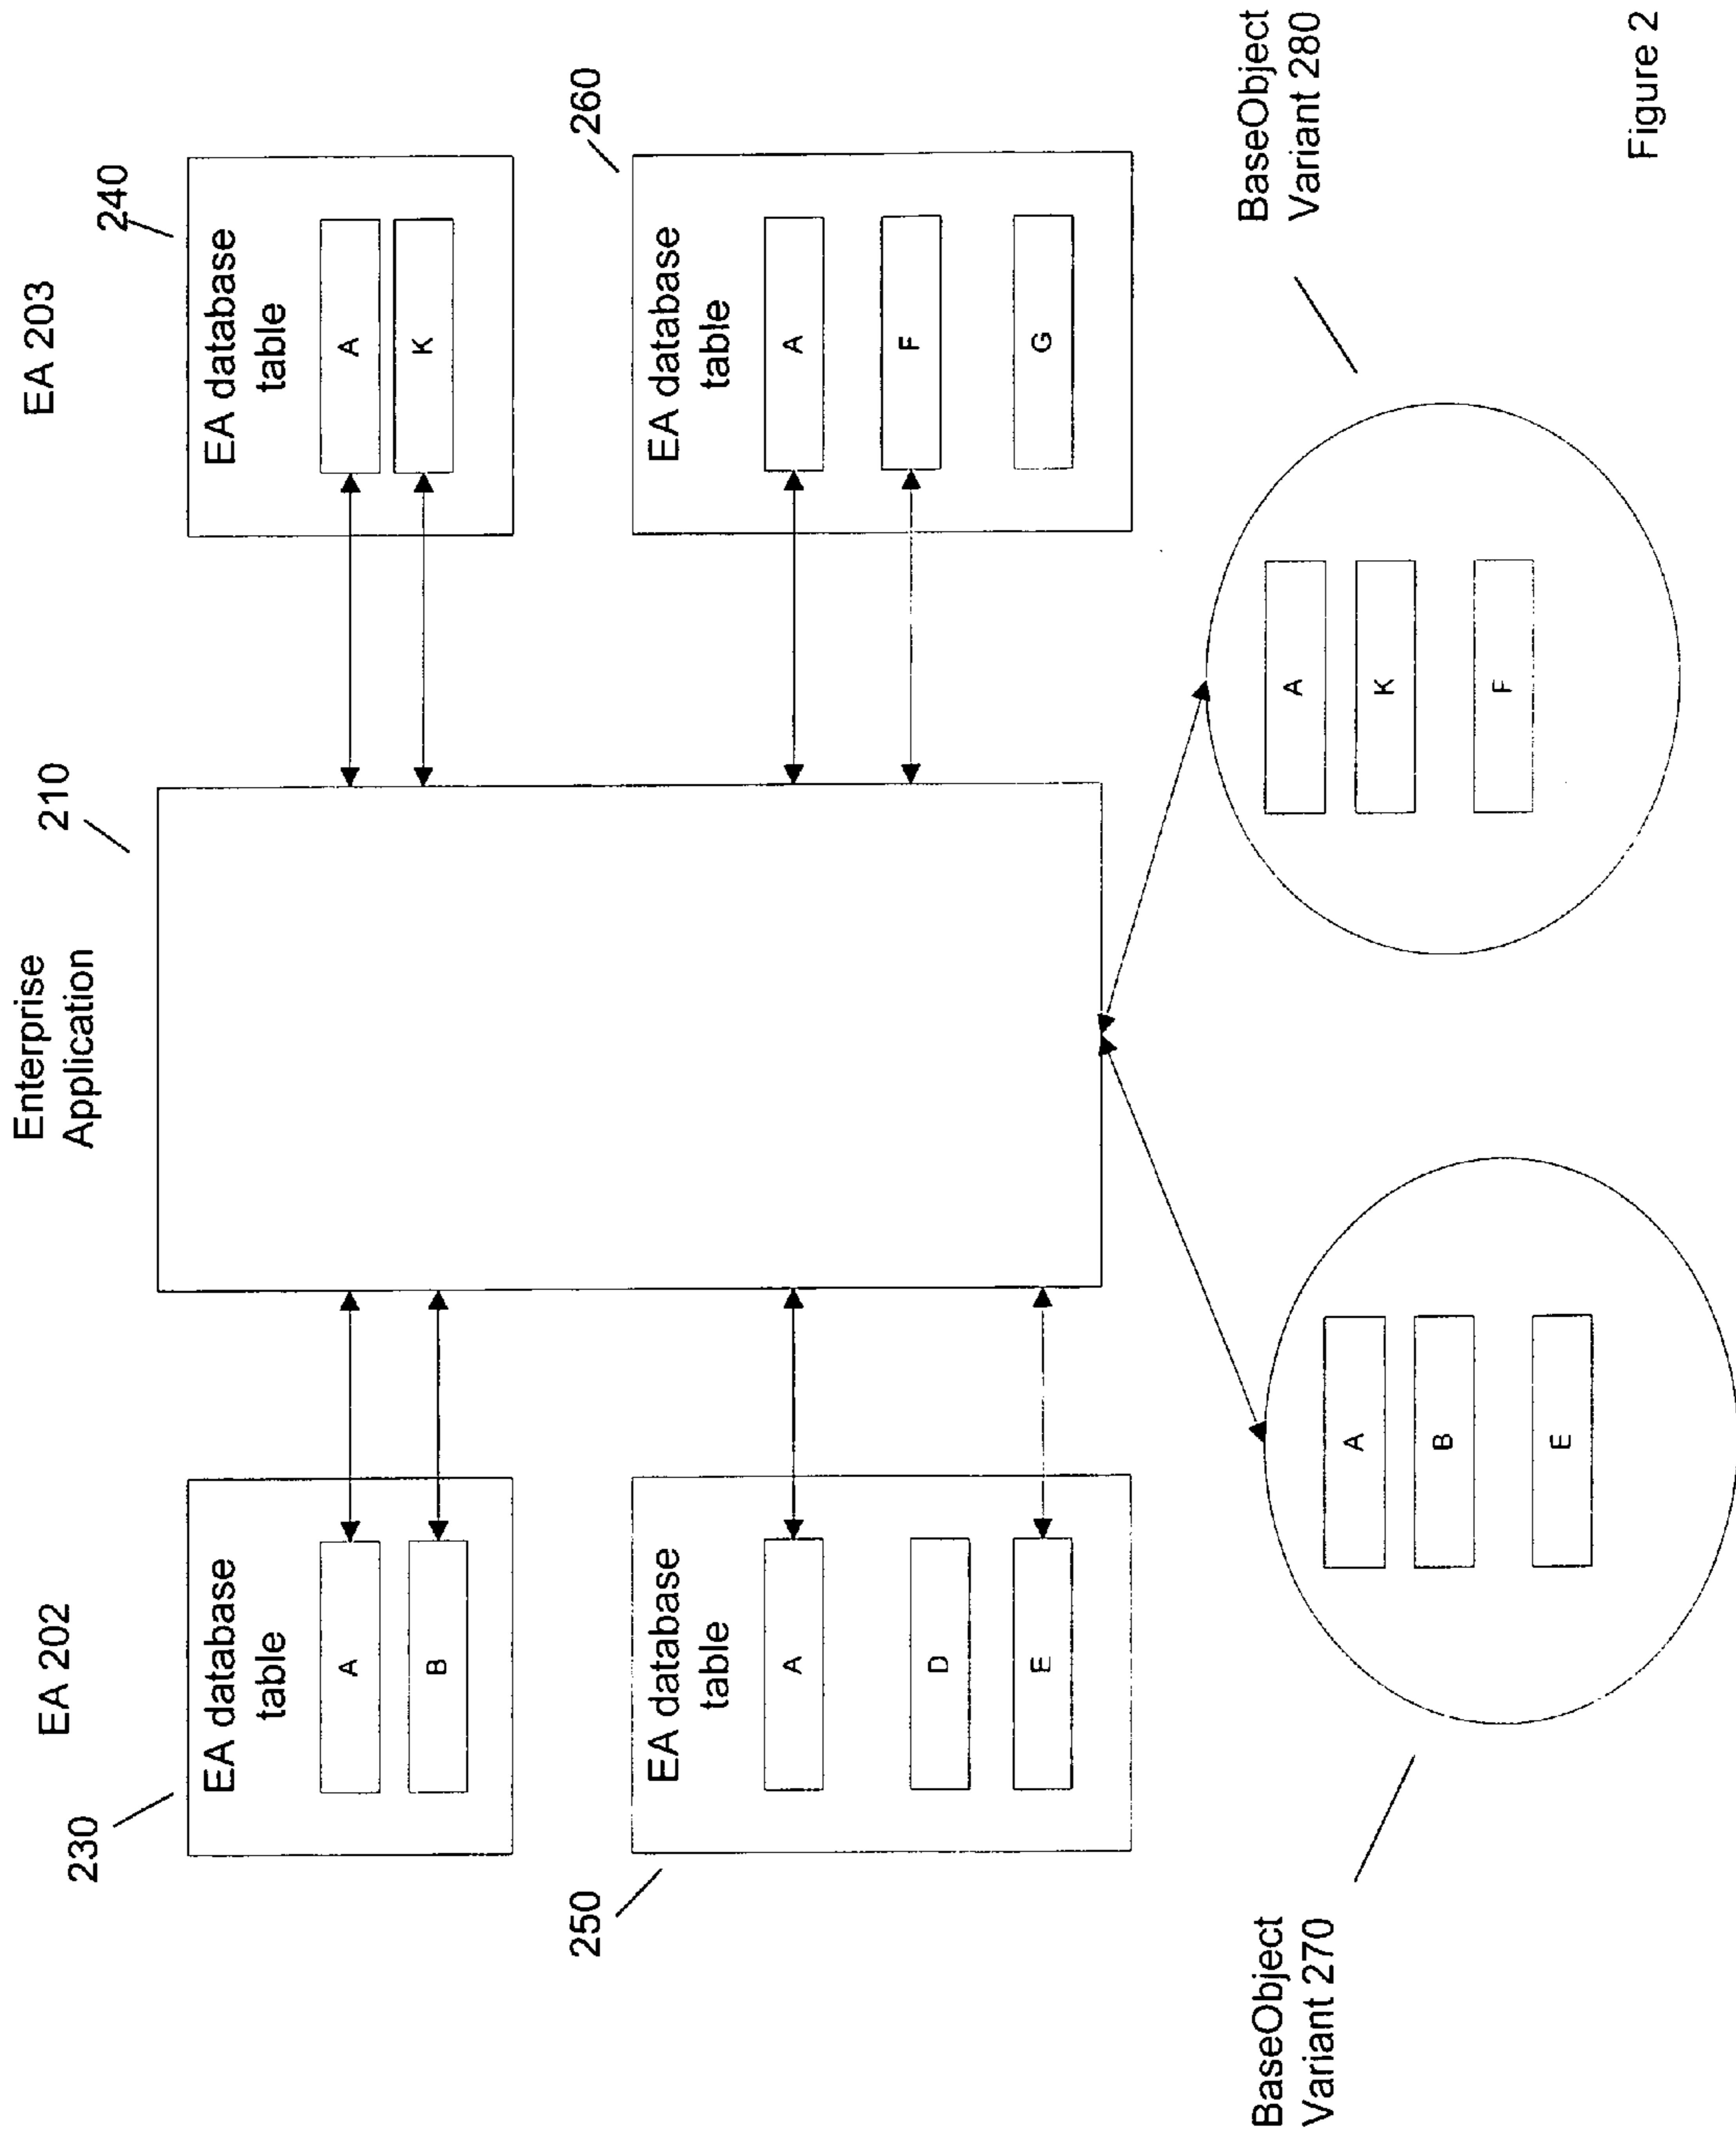 EA 202
Enterprise
Application
EA 203
230
210
240
EA database
table
A
B
EA database
table
A
K
250
260
EA database
table
A
D
E
EA database
table
A
F
G
BaseObject
Variant 270
A
B
E
A
K
F
BaseObject
Variant 280
Figure 2